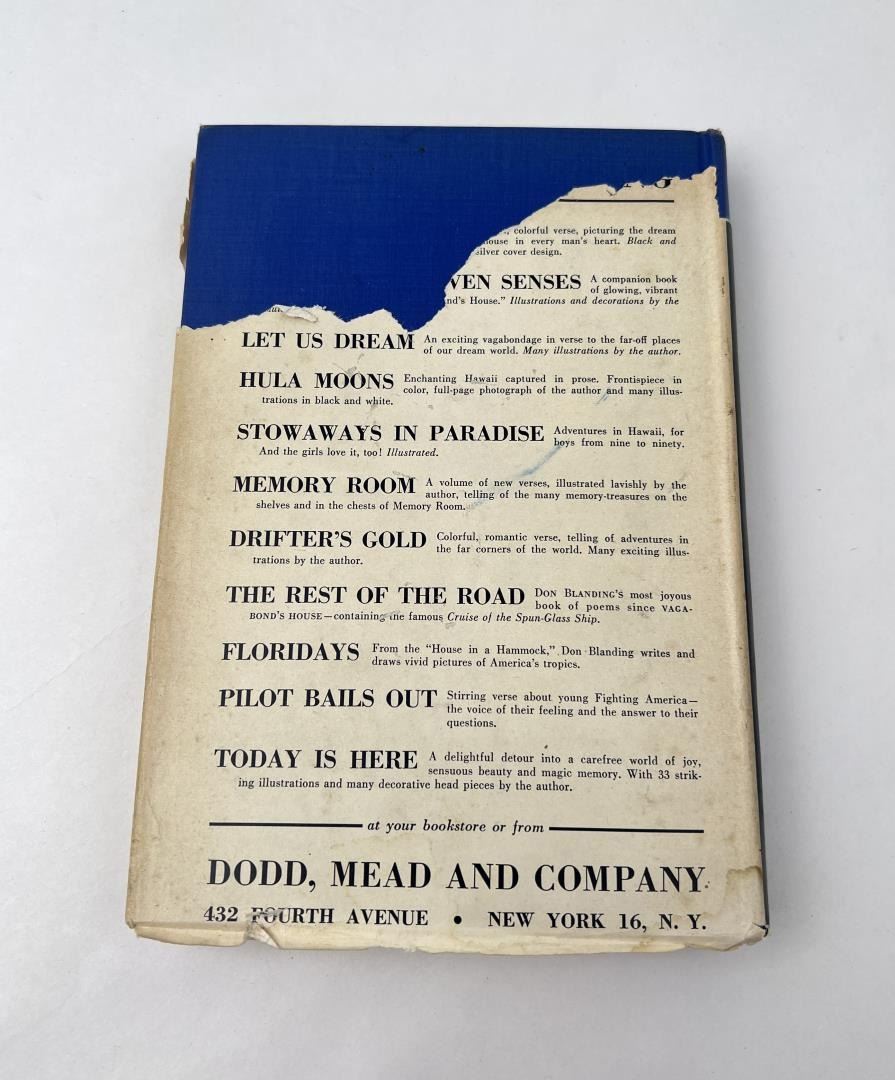 colorful verse, picturing the dream
house in every man's heart. Black and
silver cover design.
VEN SENSES A companion book
of glowing, vibrant
nd's House." Illustrations and decorations by the
LET US DREAM An exciting vagabondage in verse to the far-off places
of our dream world. Many illustrations by the author.
HULA MOONS Enchanting Hawaii captured in prose. Frontispiece in
color, full-page photograph of the author and many illus-
trations in black and white.
STOWAWAYS IN PARADISE Adventures in Hawaii, for
boys from nine to ninety.
And the girls love it, too! Illustrated.
MEMORY ROOM A volume of new verses, illustrated lavishly by the
author, telling of the many memory-treasures on the
shelves and in the chests of Memory Room.
DRIFTER'S GOLD Colorful, romantic verse, telling of adventures in
the far corners of the world. Many exciting illus-
trations by the author.
THE REST OF THE ROAD DON BLANDING'S most joyous
book of poems since VAGA-
BOND'S HOUSE—containing the famous Cruise of the Spun-Glass Ship.
FLORIDAYS From the "House in a Hammock," Don Blanding writes and
draws vivid pictures of America's tropics.
PILOT BAILS OUT Stirring verse about young Fighting America—
the voice of their feeling and the answer to their
questions.
TODAY IS HERE A delightful detour into a carefree world of joy,
sensuous beauty and magic memory. With 33 strik-
ing illustrations and many decorative head pieces by the author.
at your bookstore or from
DODD, MEAD AND COMPANY
432 FOURTH AVENUE • NEW YORK 16, N. Y.